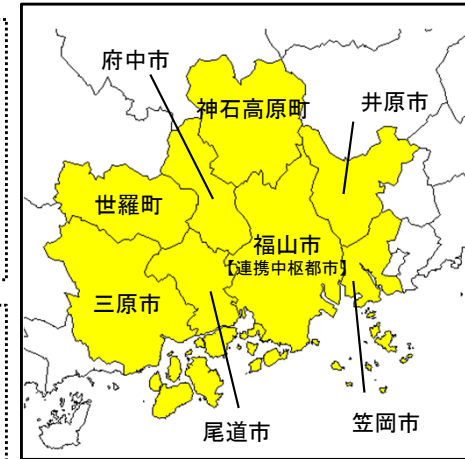 府中市
神石高原町
井原市
世羅町
福山市
【連携中枢都市】
三原市
尾道市
笠岡市